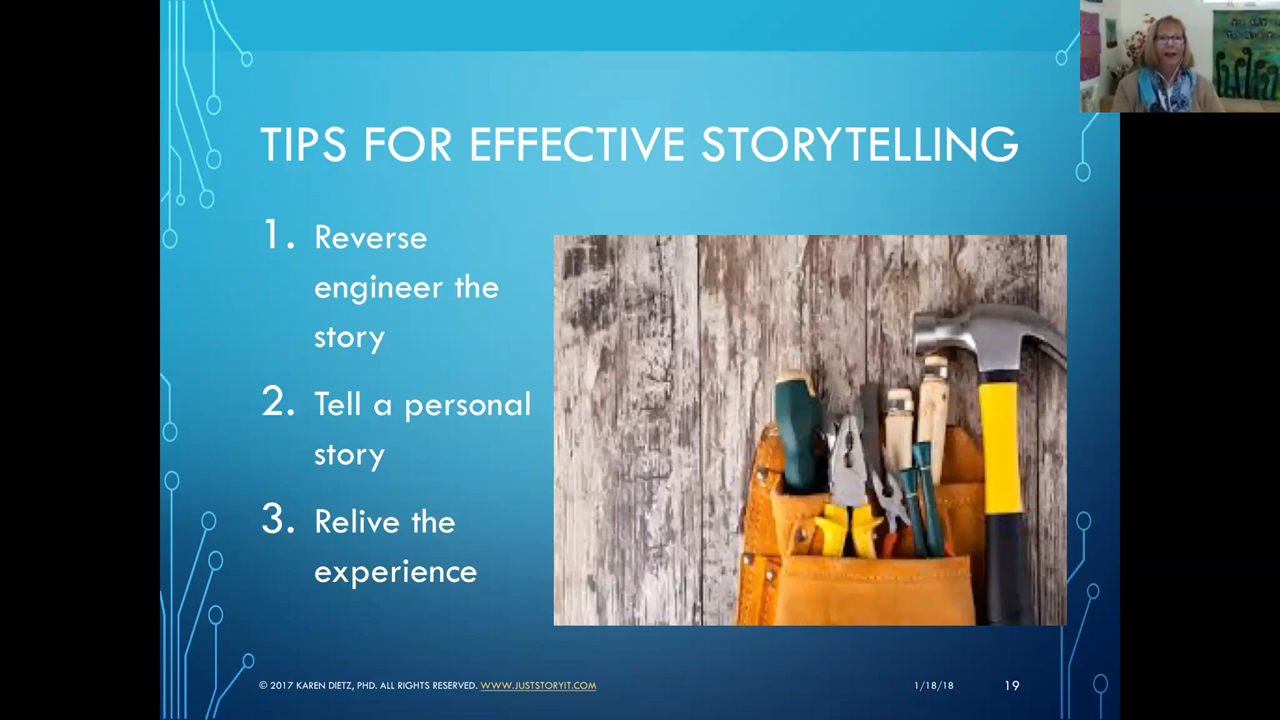 TIPS FOR EFFECTIVE STORYTELLING
1. Reverse
engineer the
story
2. Tell a personal
story
3. Relive the
experience
© 2017 KAREN DIETZ, PHD. ALL RIGHTS RESERVED. WWW.JUSTSTORYIT.COM
1/18/18
19